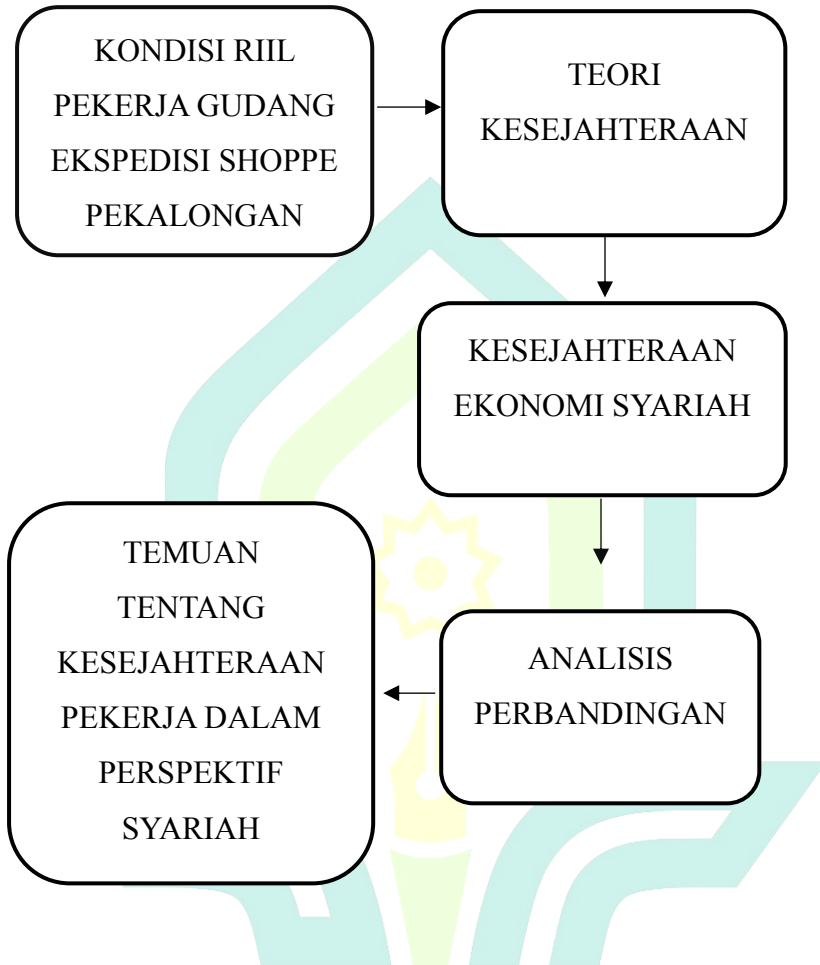 KONDISI RIIL
PEKERJA GUDANG
EKSPEDISI SHOPPE
PEKALONGAN
TEORI
KESEJAHTERAAN
KESEJAHTERAAN
EKONOMI SYARIAH
ANALISIS
PERBANDINGAN
TEMUAN
TENTANG
KESEJAHTERAAN
PEKERJA DALAM
PERSPEKTIF
SYARIAH